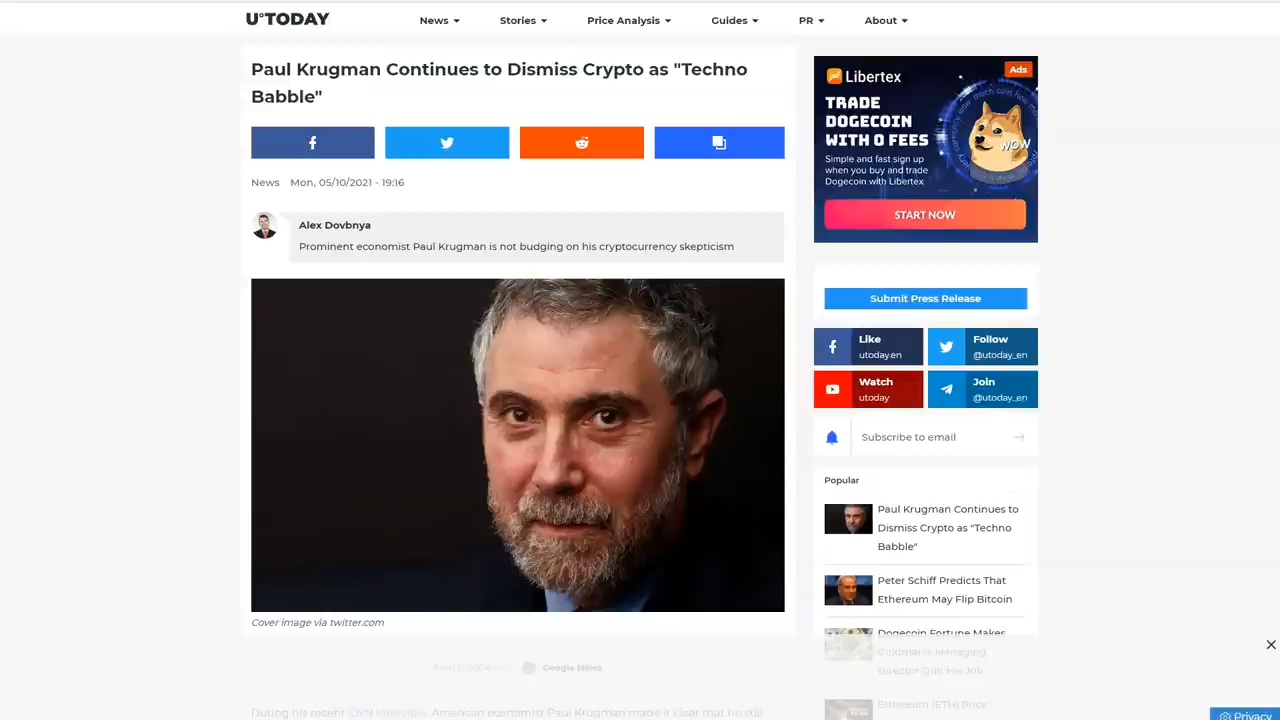 U°TODAY
News
Stories
Price Analysis
Guides
PR
About
Paul Krugman Continues to Dismiss Crypto as "Techno
Babble"
News Mon, 05/10/2021 - 19:16
Alex Dovbnya
Prominent economist Paul Krugman is not budging on his cryptocurrency skepticism
Cover image via twitter.com
Google News
During his recent CNN interview, American economist Paul Krugman made it clear that he still
Libertex
Ads
TRADE
DOGECOIN
WITH 0 FEES
Simple and fast sign up
when you buy and trade
Dogecoin with Libertex
WOW
START NOW
Submit Press Release
Like
utoday.en
Follow
@utoday_en
Watch
utoday
Join
@utoday_en
Subscribe to email
Popular
Paul Krugman Continues to
Dismiss Crypto as "Techno
Babble"
Peter Schiff Predicts That
Ethereum May Flip Bitcoin
Dogecoin Fortune Makes
Goldman's Managing
Director Quit His Job
Ethereum (ETH) Price
Privacy